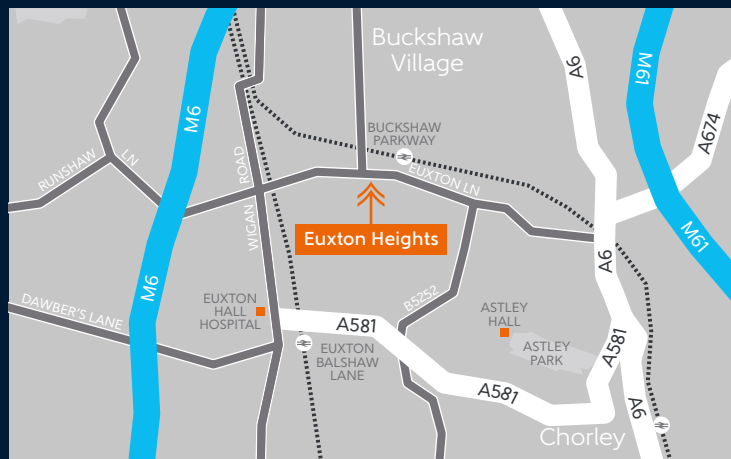 Buckshaw
Village
A6
M61
M6
A674
BUCKSHAW
PARKWAY
RUNSHAW
LN
ROAD
EUXTON LN
WIGAN
Euxton Heights
M61
A6
M6
DAWBER'S LANE
EUXTON
HALL
HOSPITAL
B5252
ASTLEY
HALL
A581
EUXTON
BALSHAW
LANE
ASTLEY
PARK
A581
A581
A6
Chorley